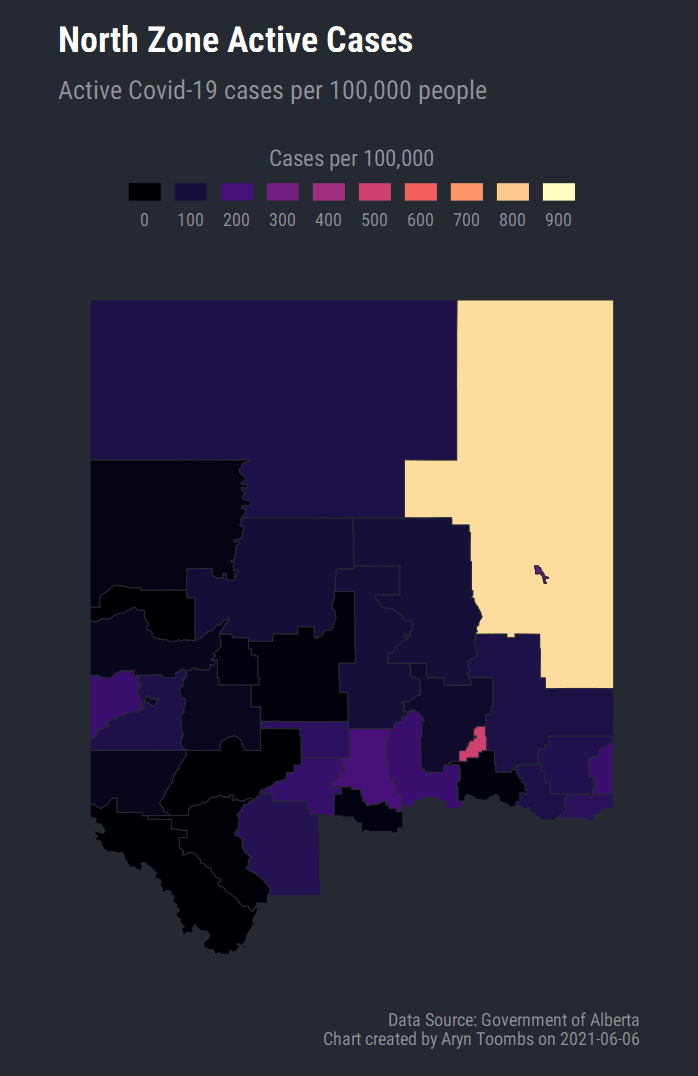 North Zone Active Cases
Active Covid-19 cases per 100,000 people
Cases per 100,000
0 100 200 300 400 500 600 700 800 900
Data Source: Government of Alberta
Chart created by Aryn Toombs on 2021-06-06